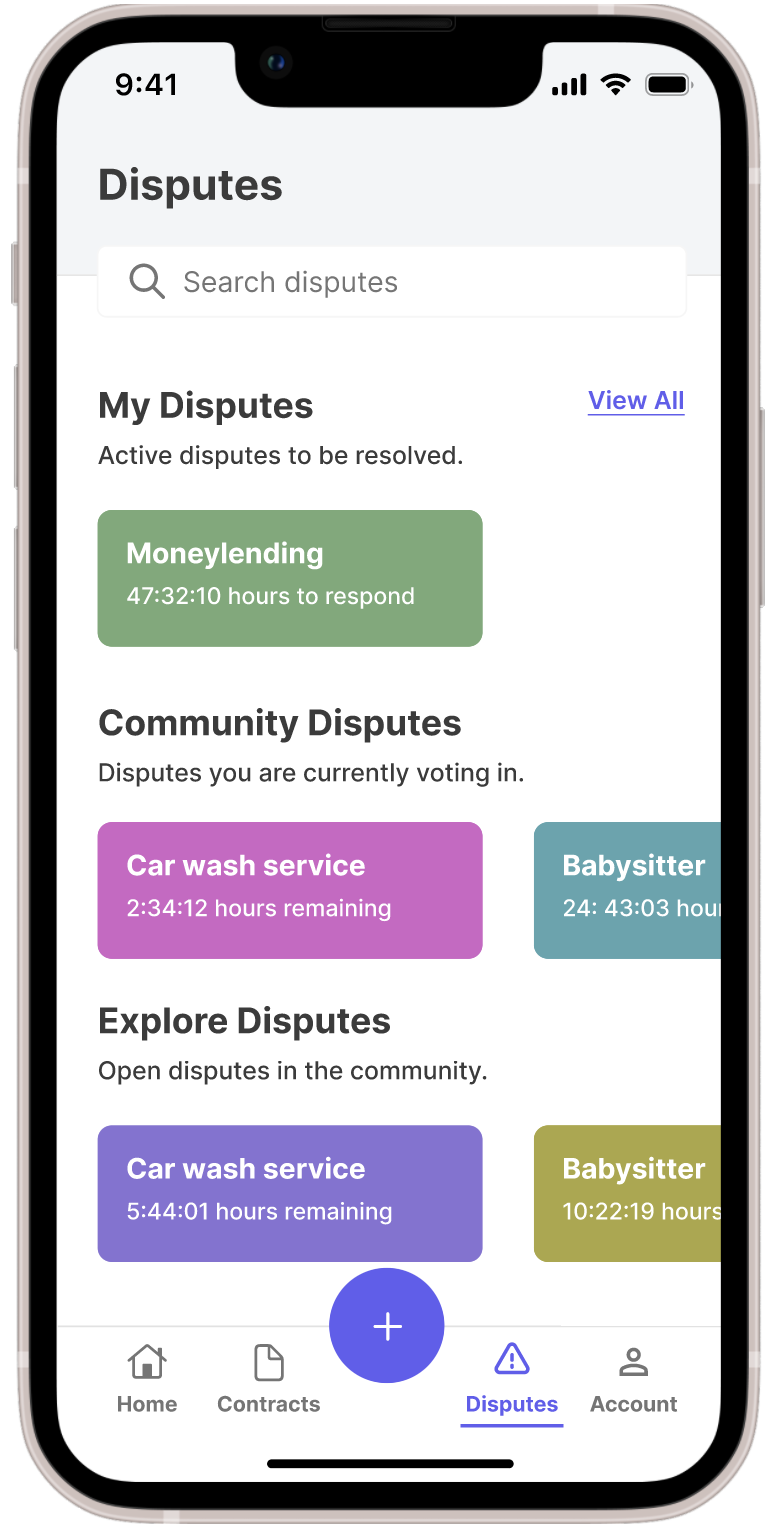 9:41
Disputes
Search disputes
My Disputes
View All
Active disputes to be resolved.
Moneylending
47:32:10 hours to respond
Community Disputes
Disputes you are currently voting in.
Car wash service
Babysitter
2:34:12 hours remaining
24: 43:03 hour
Explore Disputes
Open disputes in the community.
Car wash service
Babysitter
5:44:01 hours remaining
10:22:19 hours
Home
Contracts
Disputes
Account